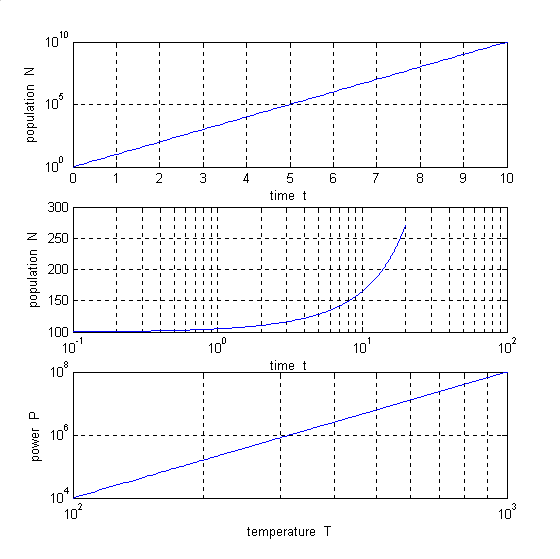 10^10
10^5
10^0
population N
0 1 2 3 4 5 6 7 8 9 10
time t
300
250
200
150
100
population N
10^-1 10^0 10^1 10^2
time t
10^8
10^6
10^4
power P
10^2 10^3
temperature T